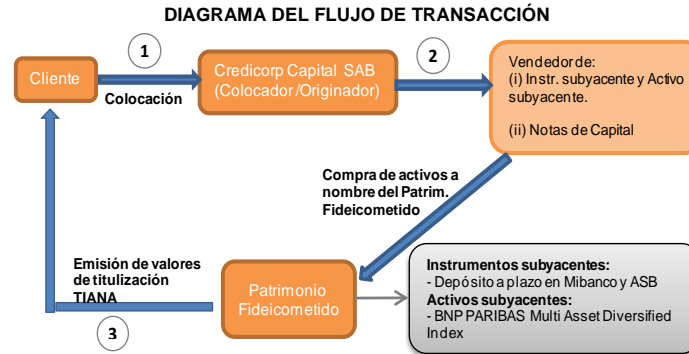 DIAGRAMA DEL FLUJO DE TRANSACCIÓN
1
2
Cliente
Colocación
Credicorp Capital SAB
(Colocador/Originador)
Vendedor de:
(i) Instr. subyacente y Activo
subyacente.
(ii) Notas de Capital
Compra de activos a
nombre del Patrim.
Fideicometido
Emisión de valores
de titulización
TIANA
3
Patrimonio
Fideicometido
Instrumentos subyacentes:
- Depósito a plazo en Mibanco y ASB
Activos subyacentes:
- BNP PARIBAS Multi Asset Diversified
Index